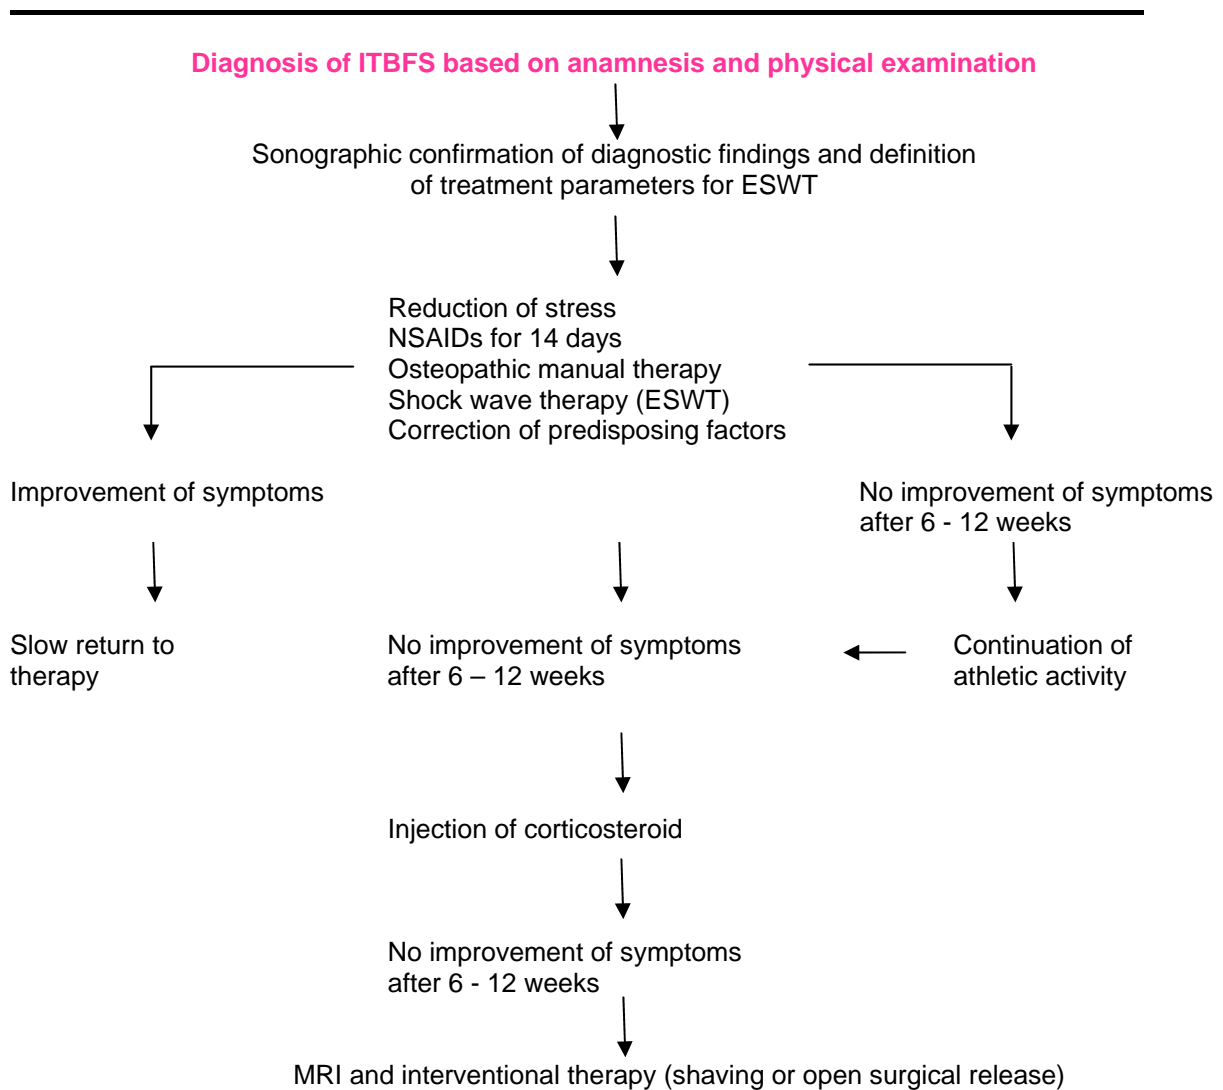 Diagnosis of ITBFS based on anamnesis and physical examination
Sonographic confirmation of diagnostic findings and definition
of treatment parameters for ESWT
Reduction of stress
NSAIDs for 14 days
Osteopathic manual therapy
Shock wave therapy (ESWT)
Correction of predisposing factors
Improvement of symptoms
No improvement of symptoms
after 6 - 12 weeks
Slow return to
therapy
No improvement of symptoms
after 6 – 12 weeks
Continuation of
athletic activity
Injection of corticosteroid
No improvement of symptoms
after 6 - 12 weeks
MRI and interventional therapy (shaving or open surgical release)